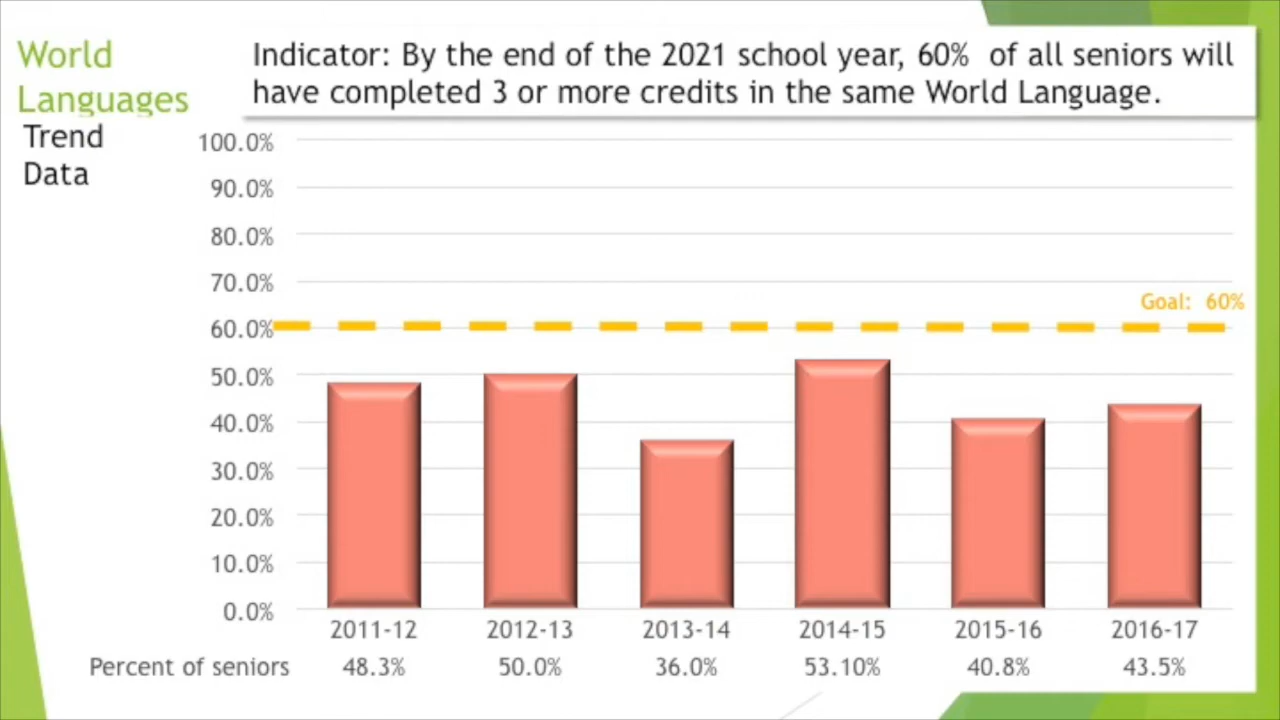 World
Languages
Trend
Data
Indicator: By the end of the 2021 school year, 60% of all seniors will
have completed 3 or more credits in the same World Language.
100.0%
90.0%
80.0%
70.0%
Goal: 60%
60.0%
50.0%
40.0%
30.0%
20.0%
10.0%
0.0%
2011-12 2012-13 2013-14 2014-15 2015-16 2016-17
Percent of seniors 48.3% 50.0% 36.0% 53.10% 40.8% 43.5%